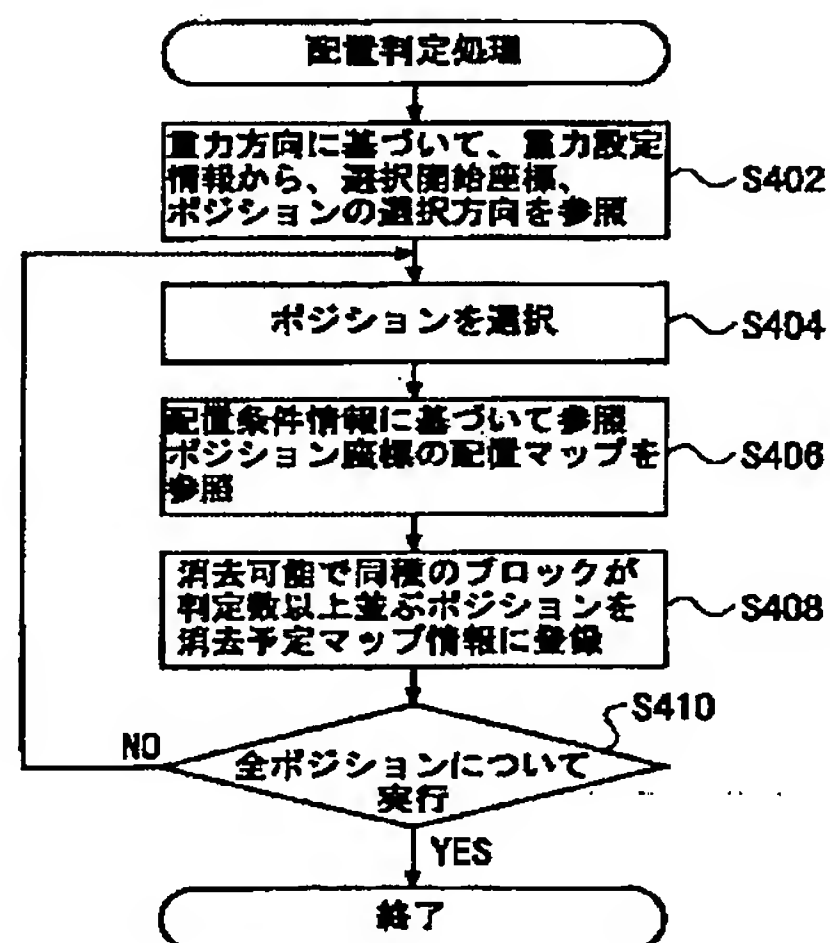 配置判定処理
重力方向に基づいて、重力設定
情報から、選択開始座標、
ポジションの選択方向を参照
S402
ポジションを選択
S404
配置条件情報に基づいて参照
ポジション座標の配置マップを
参照
S406
消去可能で同種のブロックが
判定数以上並ぶポジションを
消去予定マップ情報に登録
S408
S410
NO
全ポジションについて
実行
YES
終了